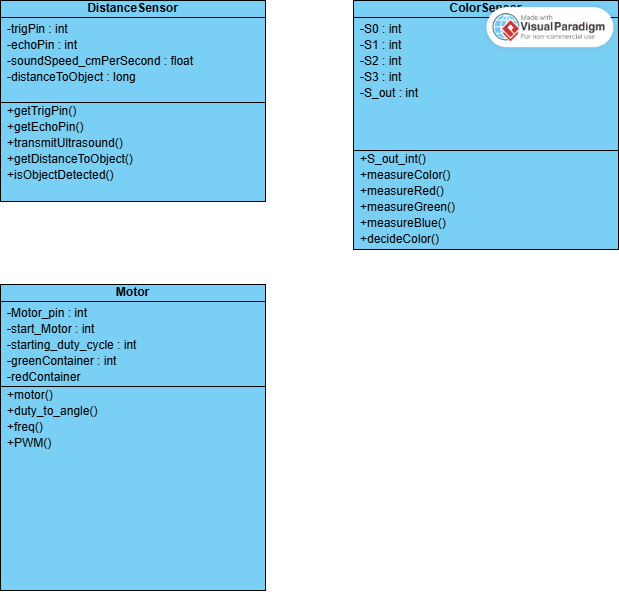 DistanceSensor
-trigPin : int
-echoPin : int
-soundSpeed_cmPerSecond : float
-distanceToObject : long
+getTrigPin()
+getEchoPin()
+transmitUltrasound()
+getDistanceToObject()
+isObjectDetected()
ColorSensor
Made with
VisualParadigm
For non-commercial use
-S0 : int
-S1 : int
-S2 : int
-S3 : int
-S_out : int
+S_out_int()
+measureColor()
+measureRed()
+measureGreen()
+measureBlue()
+decideColor()
Motor
-Motor_pin : int
-start_Motor : int
-starting_duty_cycle : int
-greenContainer : int
-redContainer
+motor()
+duty_to_angle()
+freq()
+PWM()